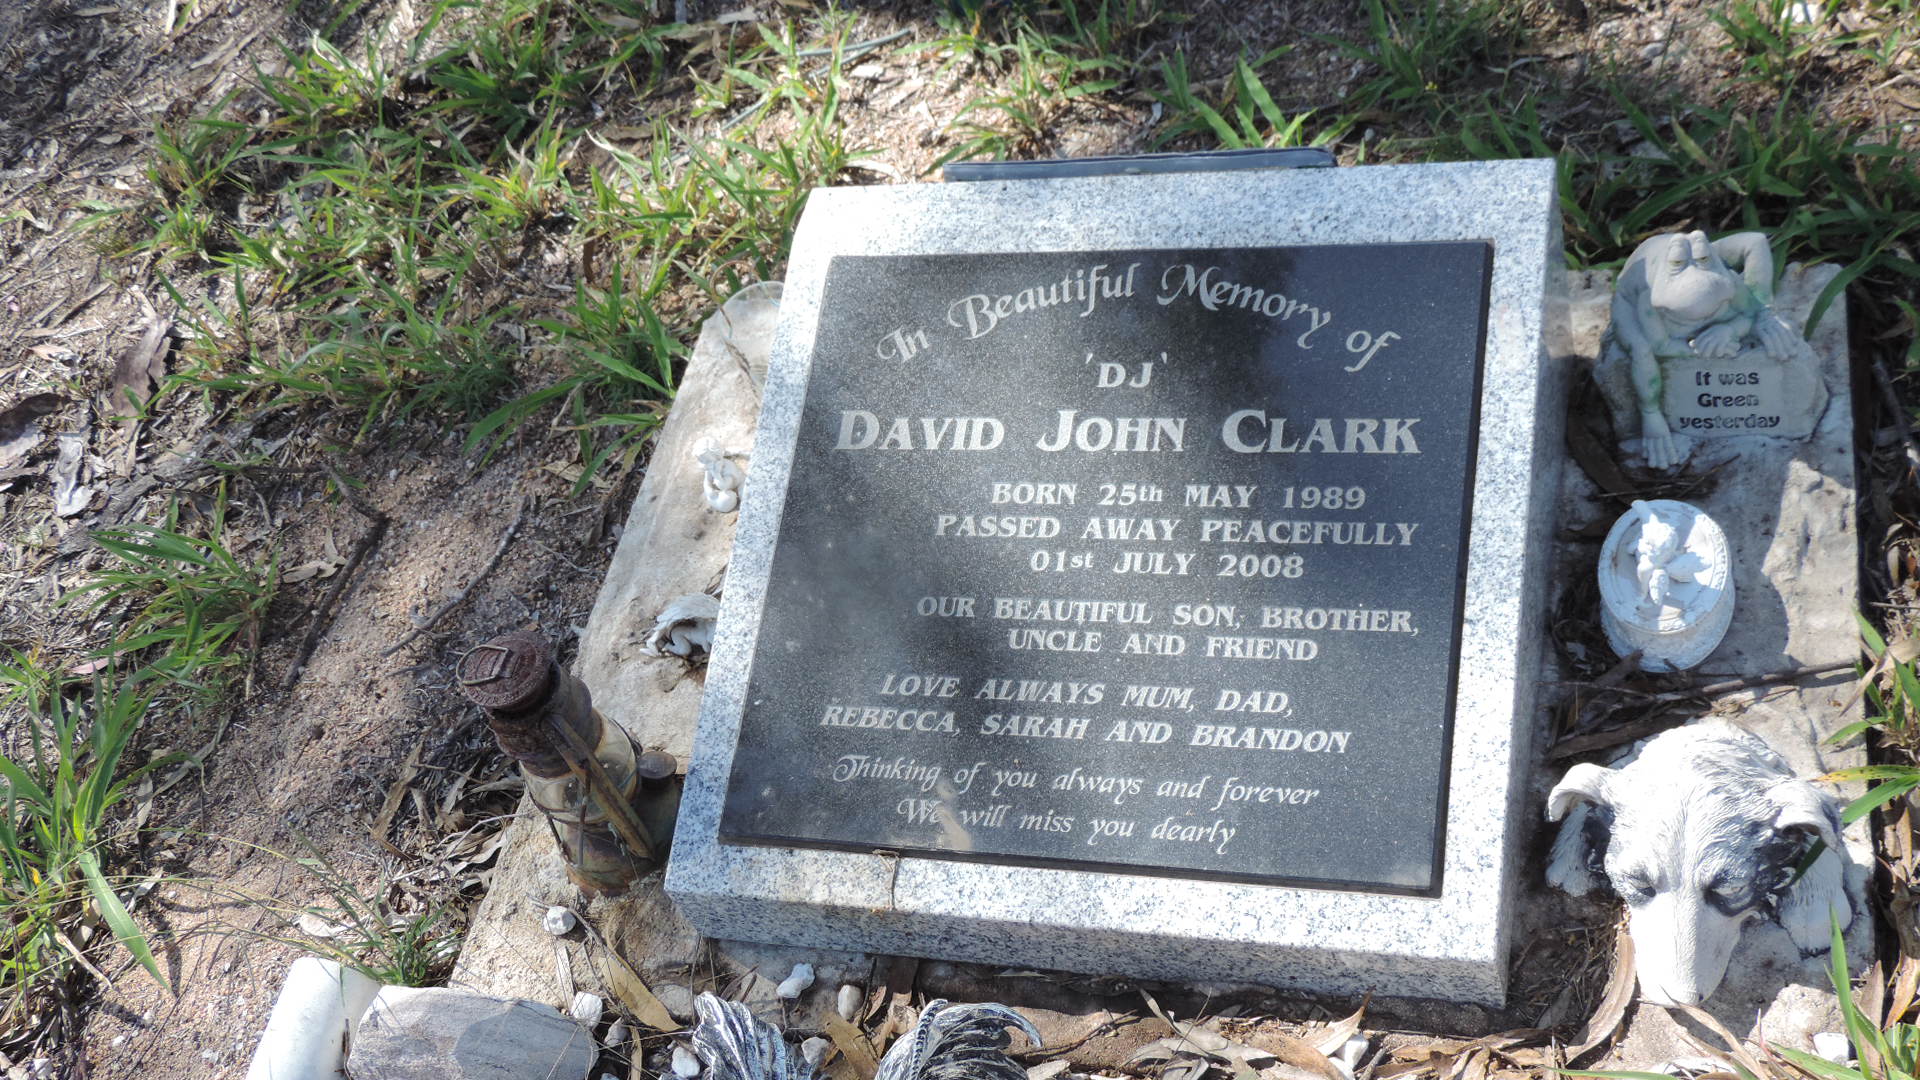 In Beautiful Memory of
'DJ'
DAVID JOHN CLARK
BORN 25th MAY 1989
PASSED AWAY PEACEFULLY
01st JULY 2008
OUR BEAUTIFUL SON, BROTHER,
UNCLE AND FRIEND
LOVE ALWAYS MUM, DAD,
REBECCA, SARAH AND BRANDON
Thinking of you always and forever
We will miss you dearly
It was
Green
yesterday